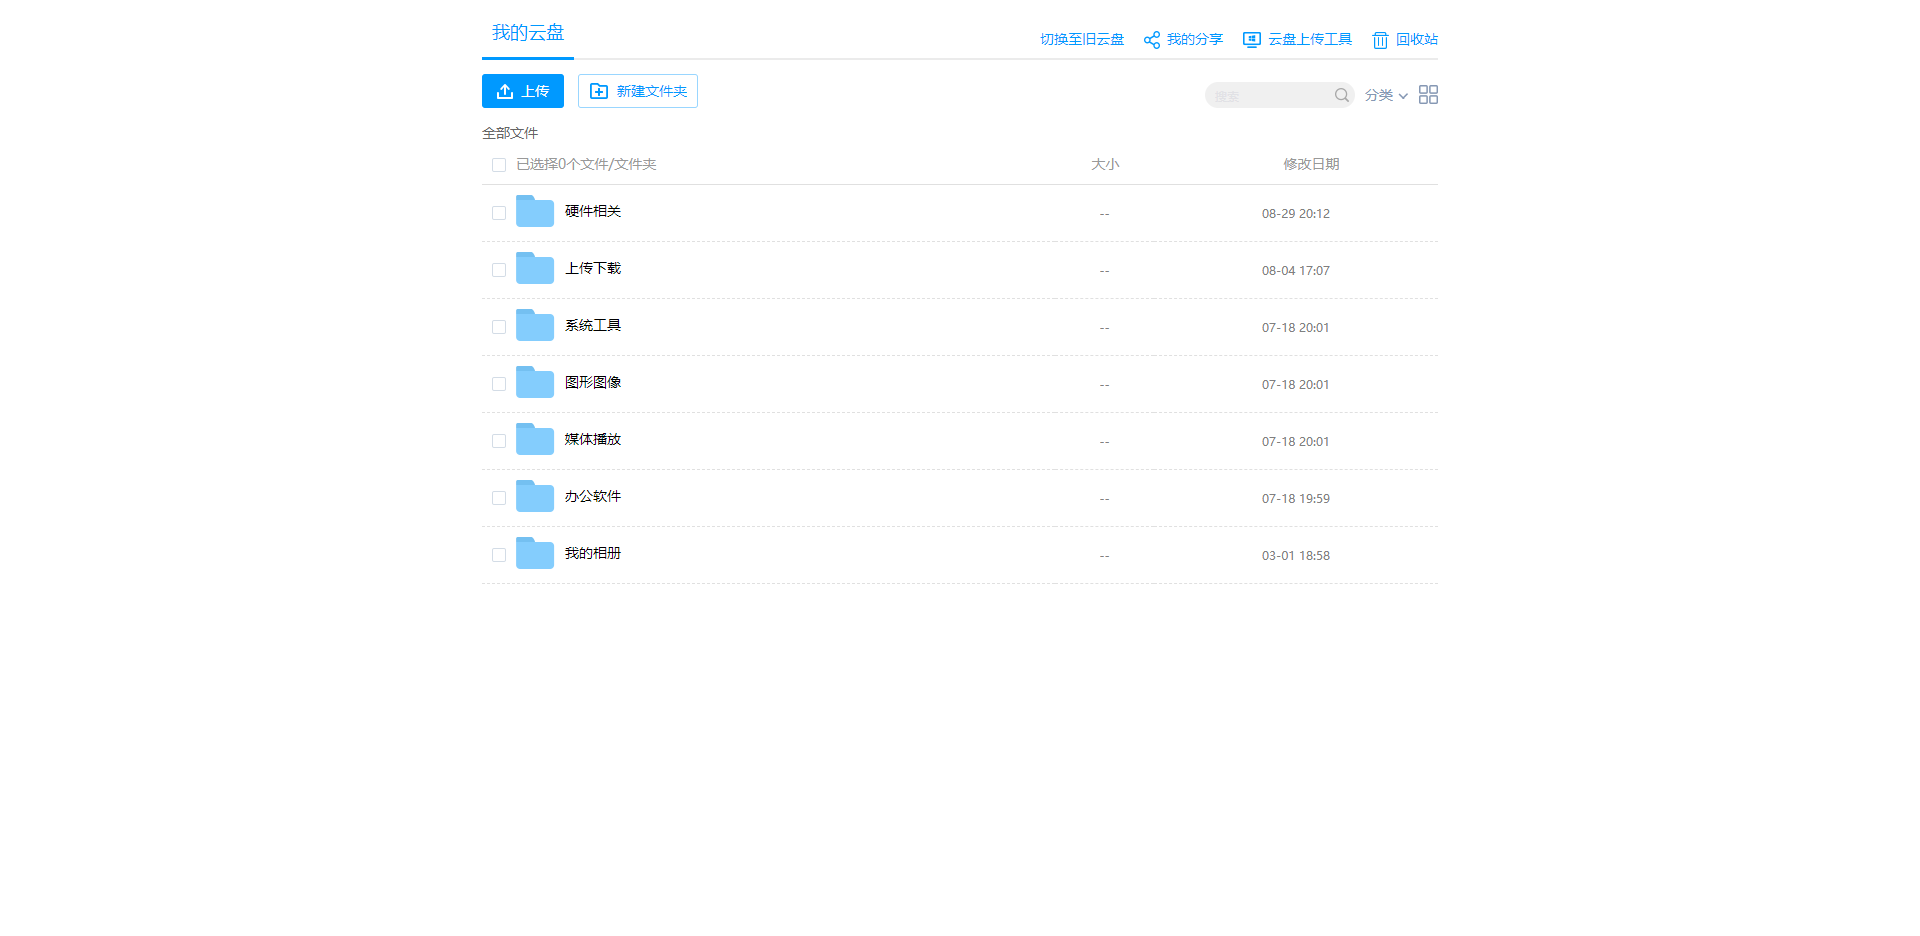 我的云盘
切换至旧云盘 我的分享 云盘上传工具 回收站
上传 新建文件夹 搜索 分类
全部文件
已选择0个文件/文件夹 大小 修改日期
硬件相关 -- 08-29 20:12
上传下载 -- 08-04 17:07
系统工具 -- 07-18 20:01
图形图像 -- 07-18 20:01
媒体播放 -- 07-18 20:01
办公软件 -- 07-18 19:59
我的相册 -- 03-01 18:58